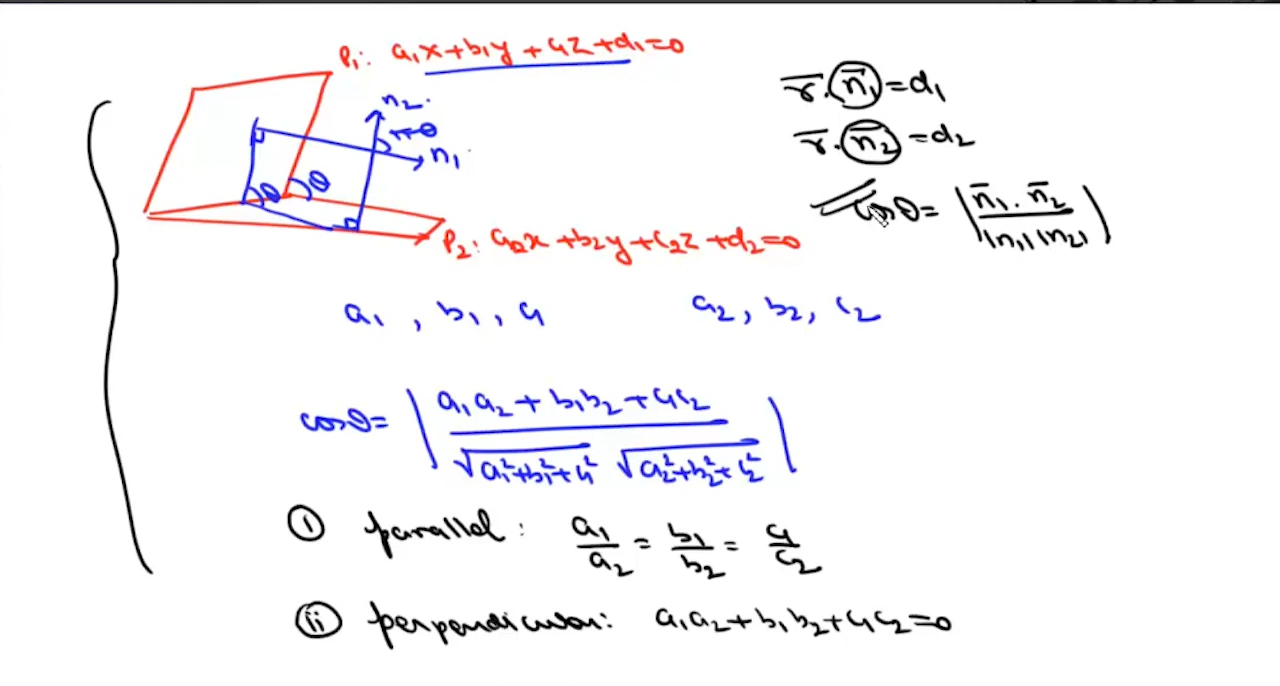 P₁: a₁x+b₁y+c₁z+d₁=0
n₂
π-θ
n₁
θ θ
P₂: a₂x+b₂y+c₂z+d₂=0
r̄.n̄₁=d₁
r̄.n̄₂=d₂
cosθ= |n̄₁.n̄₂/|n₁||n₂||
a₁, b₁, c₁ a₂, b₂, c₂
cosθ= |a₁a₂+b₁b₂+c₁c₂/√a₁²+b₁²+c₁² √a₂²+b₂²+c₂²|
(i) parallel: a₁/a₂ = b₁/b₂ = c₁/c₂
(ii) perpendicular: a₁a₂+b₁b₂+c₁c₂=0